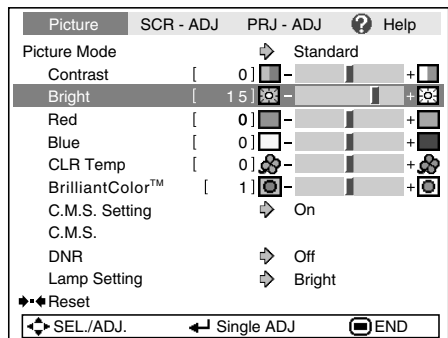 Picture SCR - ADJ PRJ - ADJ ? Help
Picture Mode Standard
Contrast [ 0 ] - +
Bright [ 15 ] - +
Red [ 0 ] - +
Blue [ 0 ] - +
CLR Temp [ 0 ] - +
BrilliantColor™ [ 1 ] - +
C.M.S. Setting On
C.M.S.
DNR Off
Lamp Setting Bright
Reset
SEL./ADJ. Single ADJ END